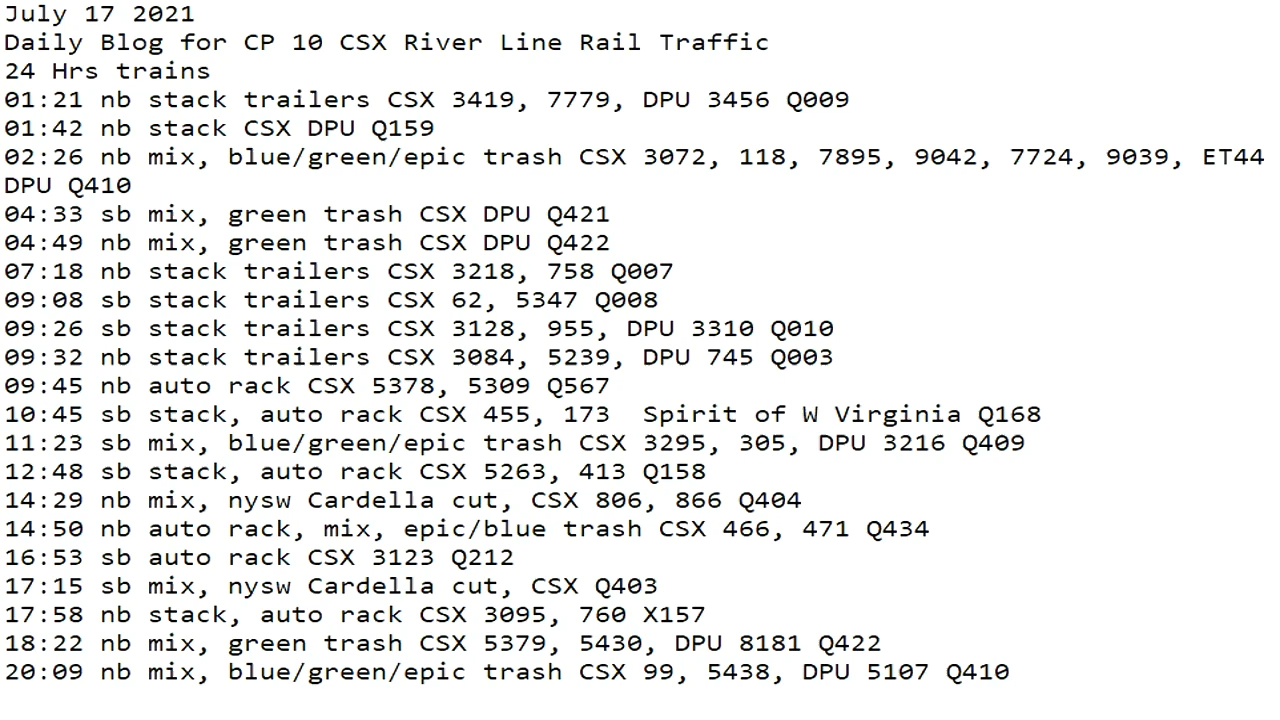 July 17 2021
Daily Blog for CP 10 CSX River Line Rail Traffic
24 Hrs trains
01:21 nb stack trailers CSX 3419, 7779, DPU 3456 Q009
01:42 nb stack CSX DPU Q159
02:26 nb mix, blue/green/epic trash CSX 3072, 118, 7895, 9042, 7724, 9039, ET44
DPU Q410
04:33 sb mix, green trash CSX DPU Q421
04:49 nb mix, green trash CSX DPU Q422
07:18 nb stack trailers CSX 3218, 758 Q007
09:08 sb stack trailers CSX 62, 5347 Q008
09:26 sb stack trailers CSX 3128, 955, DPU 3310 Q010
09:32 nb stack trailers CSX 3084, 5239, DPU 745 Q003
09:45 nb auto rack CSX 5378, 5309 Q567
10:45 sb stack, auto rack CSX 455, 173  Spirit of W Virginia Q168
11:23 sb mix, blue/green/epic trash CSX 3295, 305, DPU 3216 Q409
12:48 sb stack, auto rack CSX 5263, 413 Q158
14:29 nb mix, nysw Cardella cut, CSX 806, 866 Q404
14:50 nb auto rack, mix, epic/blue trash CSX 466, 471 Q434
16:53 sb auto rack CSX 3123 Q212
17:15 sb mix, nysw Cardella cut, CSX Q403
17:58 nb stack, auto rack CSX 3095, 760 X157
18:22 nb mix, green trash CSX 5379, 5430, DPU 8181 Q422
20:09 nb mix, blue/green/epic trash CSX 99, 5438, DPU 5107 Q410